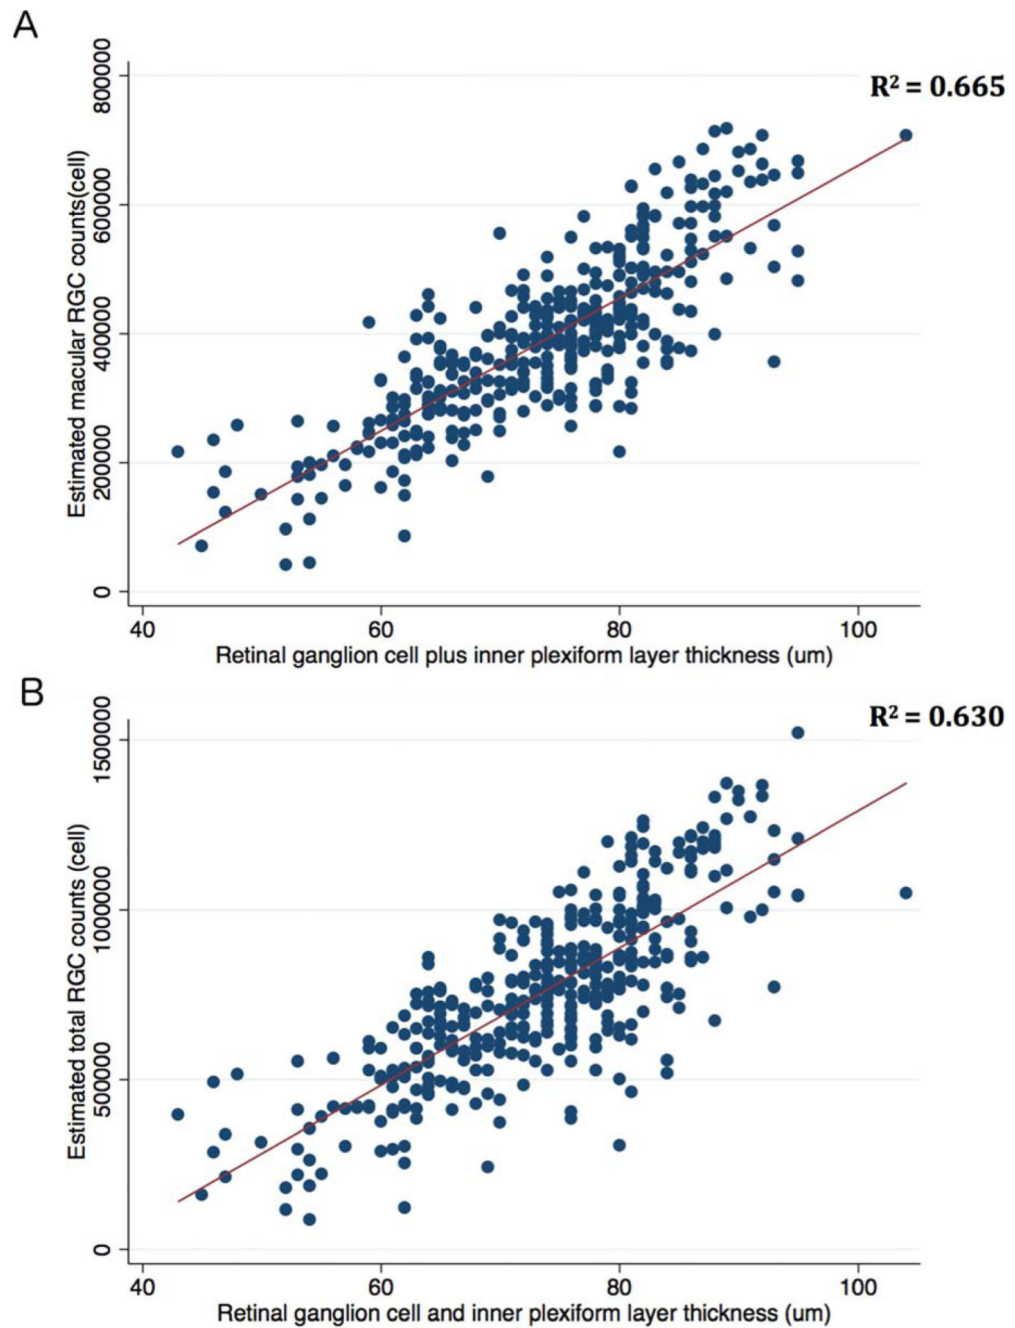 A
R² = 0.665
Estimated macular RGC counts(cell)
800000
600000
400000
200000
0
40 60 80 100
Retinal ganglion cell plus inner plexiform layer thickness (um)
B
R² = 0.630
Estimated total RGC counts (cell)
1500000
1000000
500000
0
40 60 80 100
Retinal ganglion cell and inner plexiform layer thickness (um)